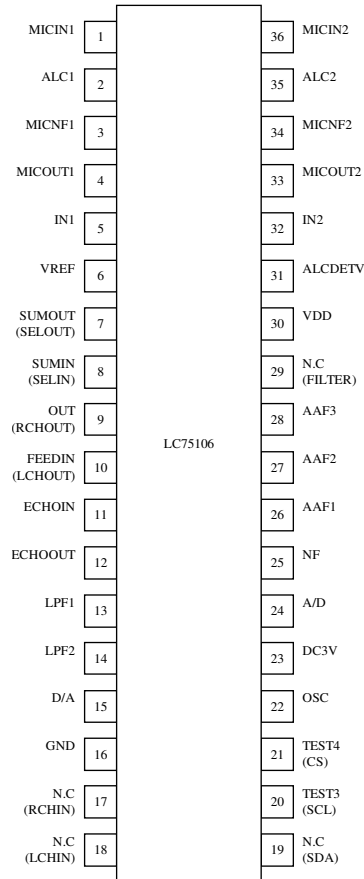 MICIN1
1
36
MICIN2
ALC1
2
35
ALC2
MICNF1
3
34
MICNF2
MICOUT1
4
33
MICOUT2
IN1
5
32
IN2
VREF
6
31
ALCDETV
SUMOUT
(SELOUT)
7
30
VDD
SUMIN
(SELIN)
8
29
N.C
(FILTER)
OUT
(RCHOUT)
9
LC75106
28
AAF3
FEEDIN
(LCHOUT)
10
27
AAF2
ECHOIN
11
26
AAF1
ECHOOUT
12
25
NF
LPF1
13
24
A/D
LPF2
14
23
DC3V
D/A
15
22
OSC
GND
16
21
TEST4
(CS)
N.C
(RCHIN)
17
20
TEST3
(SCL)
N.C
(LCHIN)
18
19
N.C
(SDA)